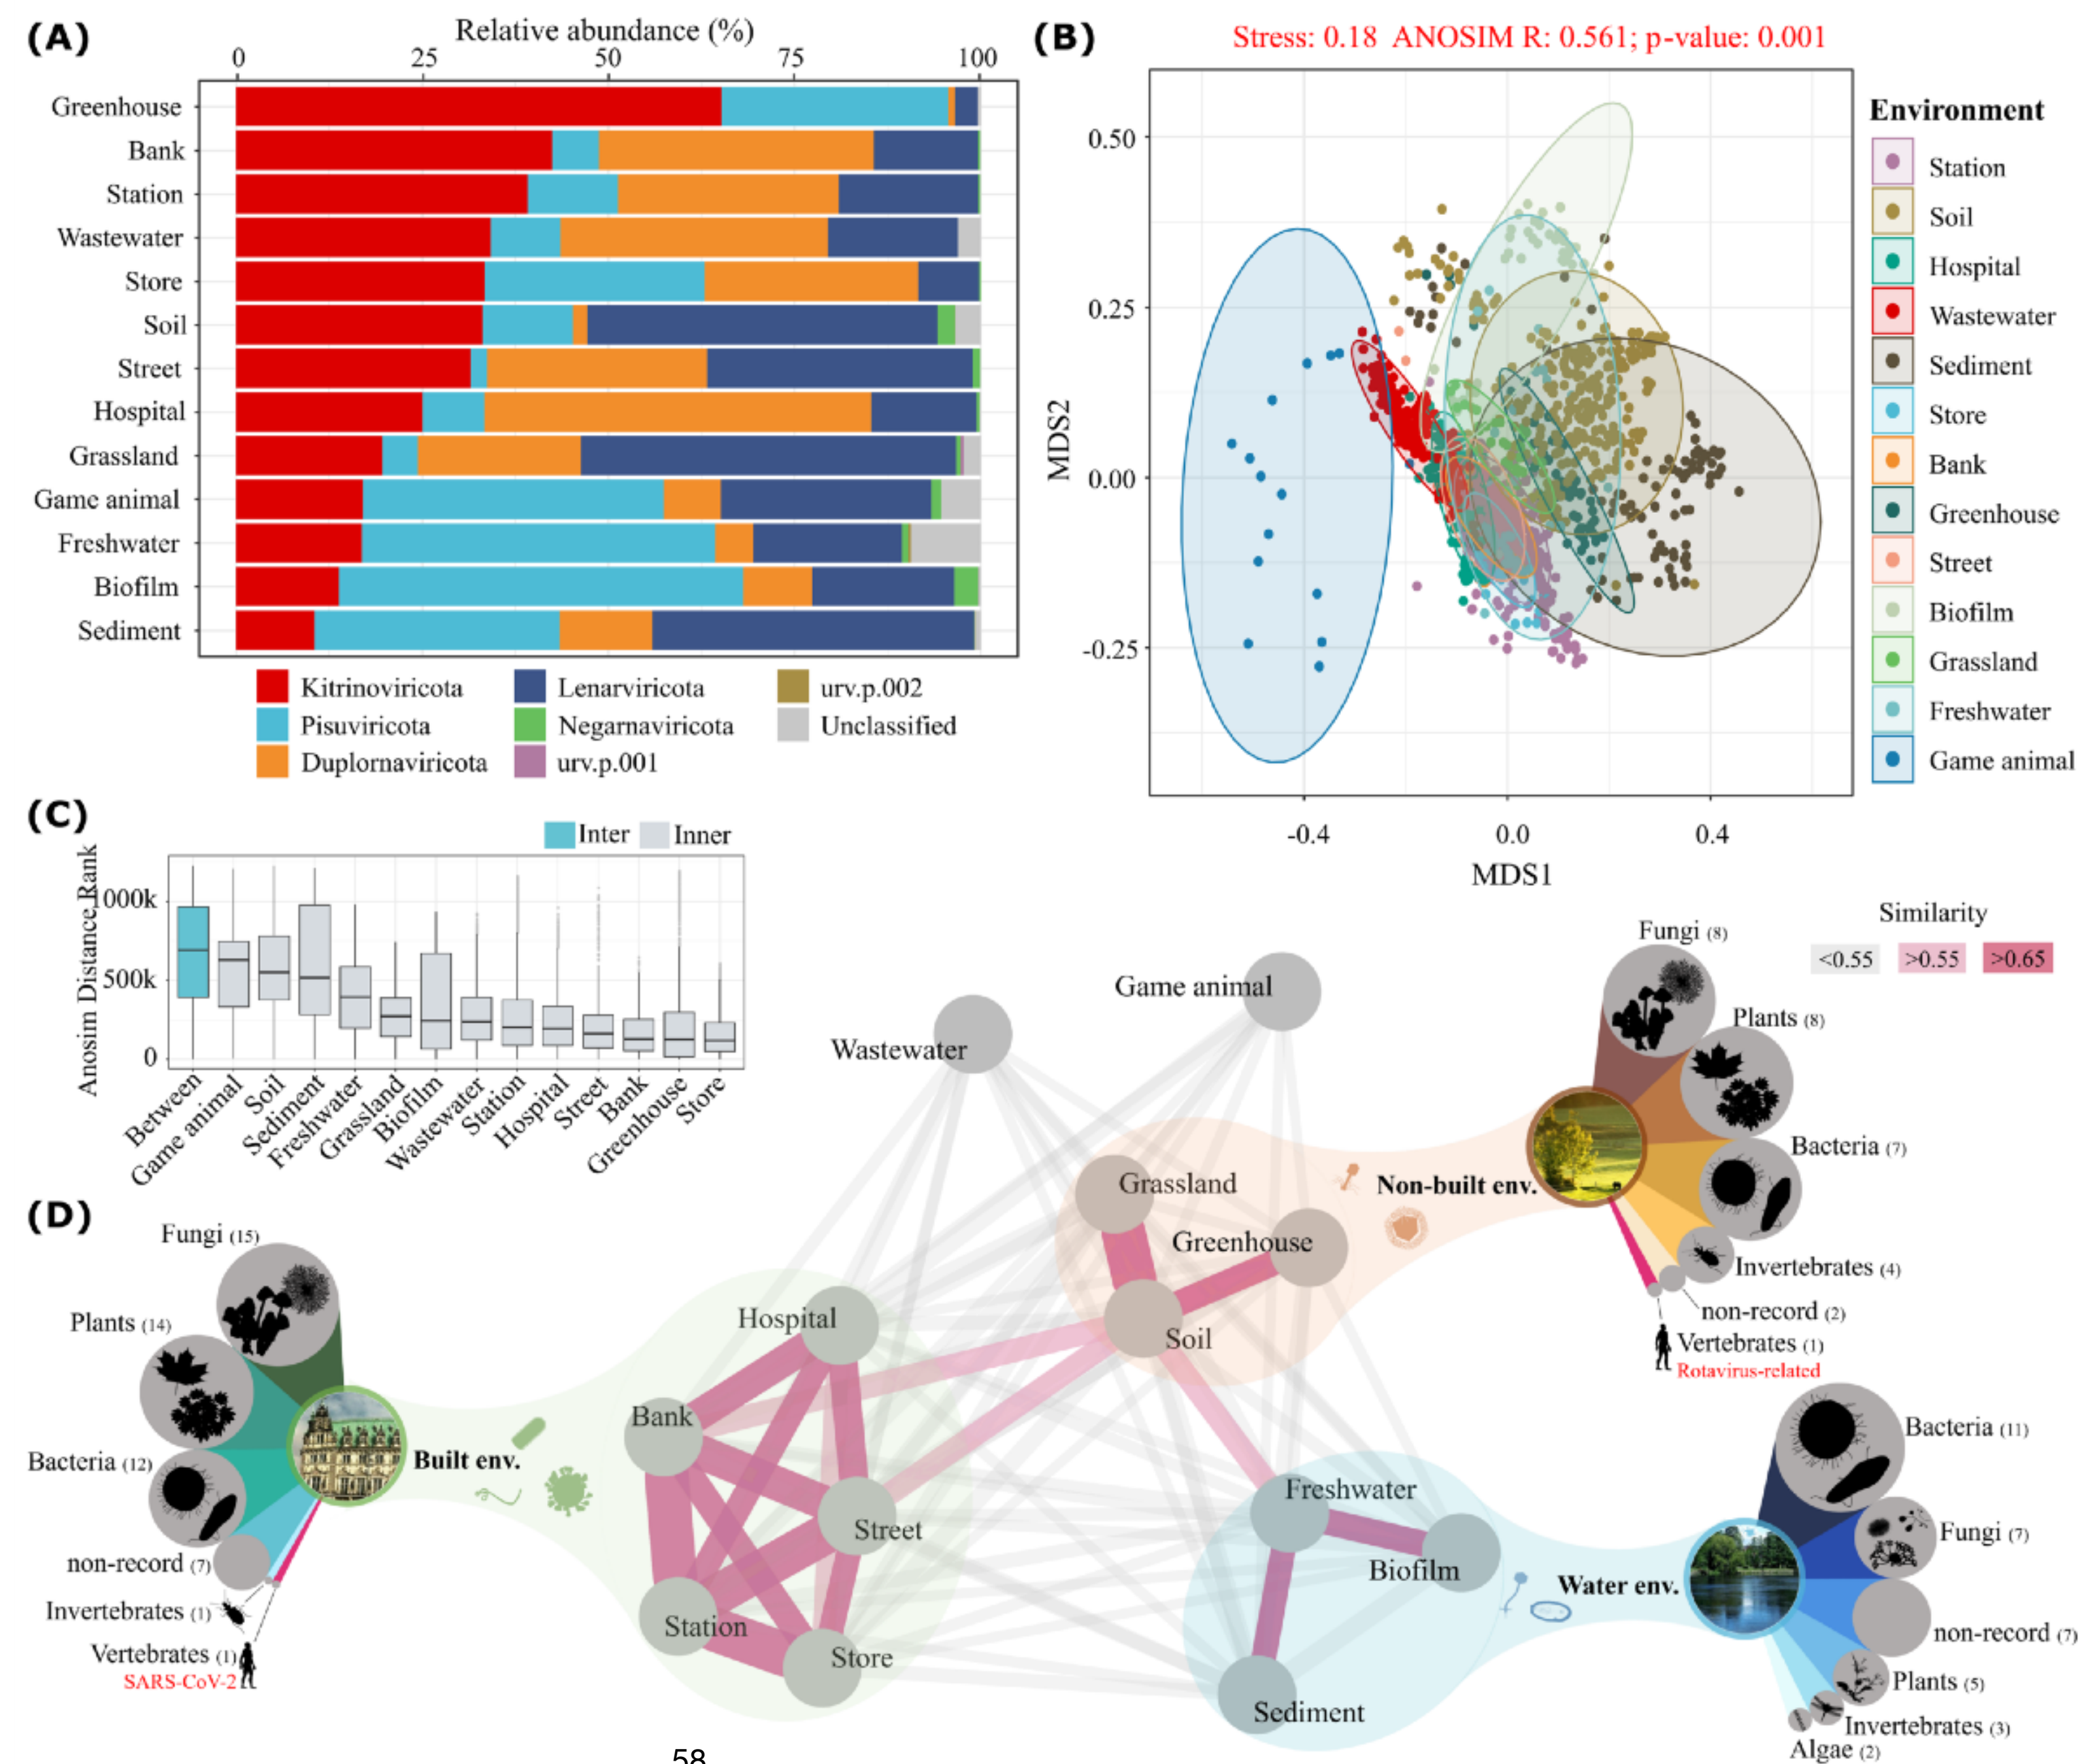 (A)
Relative abundance (%)
0 25 50 75 100
Greenhouse
Bank
Station
Wastewater
Store
Soil
Street
Hospital
Grassland
Game animal
Freshwater
Biofilm
Sediment
Kitrinoviricota
Pisuviricota
Duplornaviricota
Lenarviricota
Negarnaviricota
urv.p.001
urv.p.002
Unclassified
(B)
Stress: 0.18 ANOSIM R: 0.561; p-value: 0.001
MDS2
0.50
0.25
0.00
-0.25
-0.4 0.0 0.4
MDS1
Environment
Station
Soil
Hospital
Wastewater
Sediment
Store
Bank
Greenhouse
Street
Biofilm
Grassland
Freshwater
Game animal
(C)
Inter Inner
Anosim Distance Rank
1000k
500k
0
Between
Game animal
Soil
Sediment
Freshwater
Grassland
Biofilm
Wastewater
Station
Hospital
Street
Bank
Greenhouse
Store
(D)
Similarity
<0.55 >0.55 >0.65
Wastewater
Game animal
Grassland
Greenhouse
Soil
Hospital
Bank
Street
Station
Store
Freshwater
Biofilm
Sediment
Built env.
Fungi (15)
Plants (14)
Bacteria (12)
non-record (7)
Invertebrates (1)
Vertebrates (1)
SARS-CoV-2
Non-built env.
Fungi (8)
Plants (8)
Bacteria (7)
Invertebrates (4)
non-record (2)
Vertebrates (1)
Rotavirus-related
Water env.
Bacteria (11)
Fungi (7)
non-record (7)
Plants (5)
Invertebrates (3)
Algae (2)
58